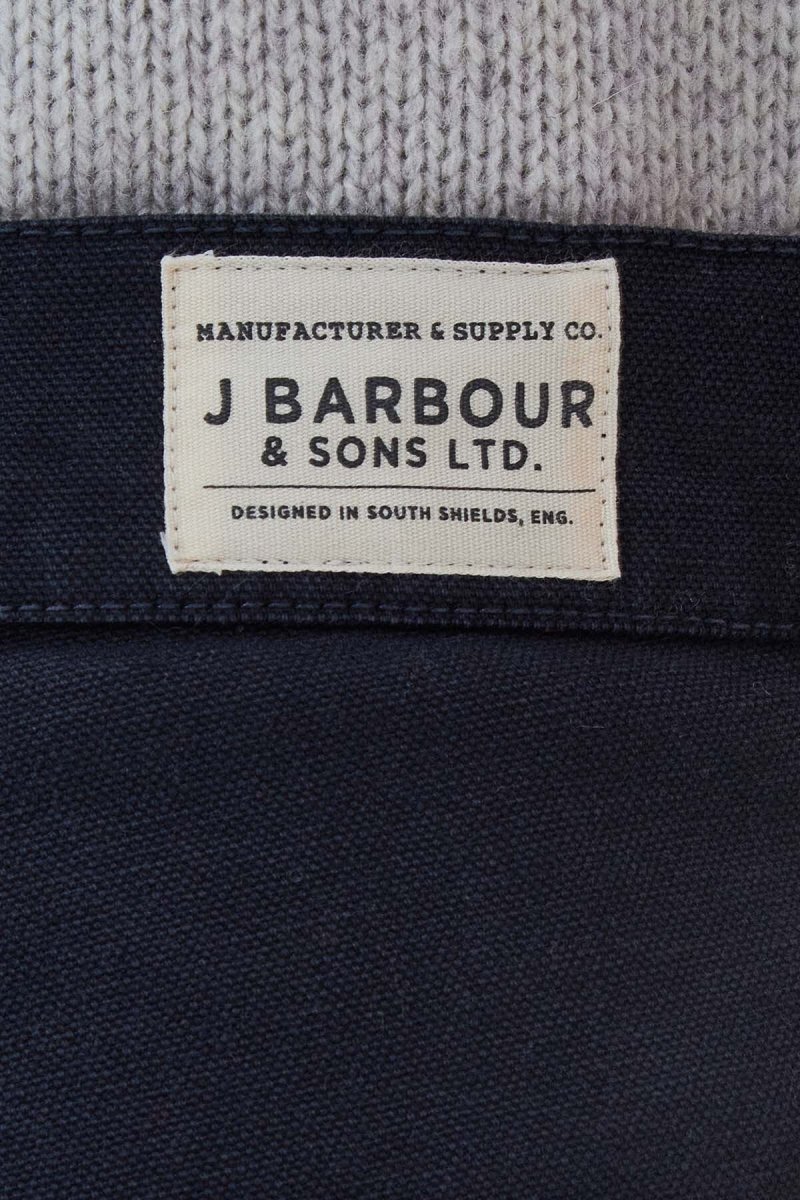 MANUFACTURER & SUPPLY CO.
J BARBOUR
& SONS LTD.
DESIGNED IN SOUTH SHIELDS, ENG.